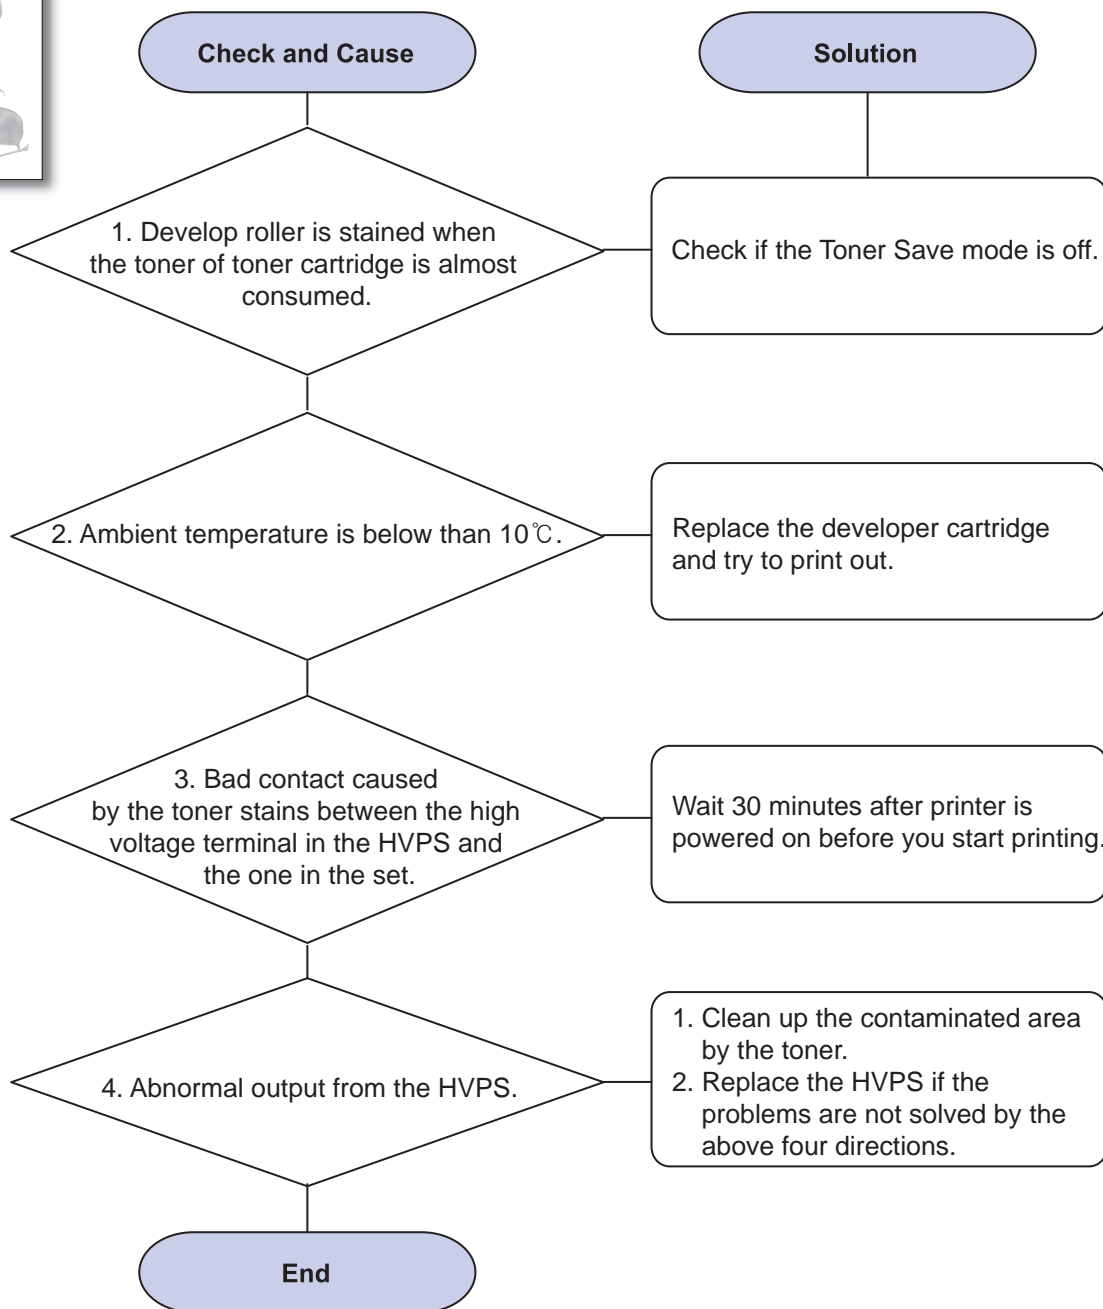 Check and Cause
Solution
1. Develop roller is stained when
the toner of toner cartridge is almost
consumed.
Check if the Toner Save mode is off.
2. Ambient temperature is below than 10℃.
Replace the developer cartridge
and try to print out.
3. Bad contact caused
by the toner stains between the high
voltage terminal in the HVPS and
the one in the set.
Wait 30 minutes after printer is
powered on before you start printing.
4. Abnormal output from the HVPS.
1. Clean up the contaminated area
by the toner.
2. Replace the HVPS if the
problems are not solved by the
above four directions.
End